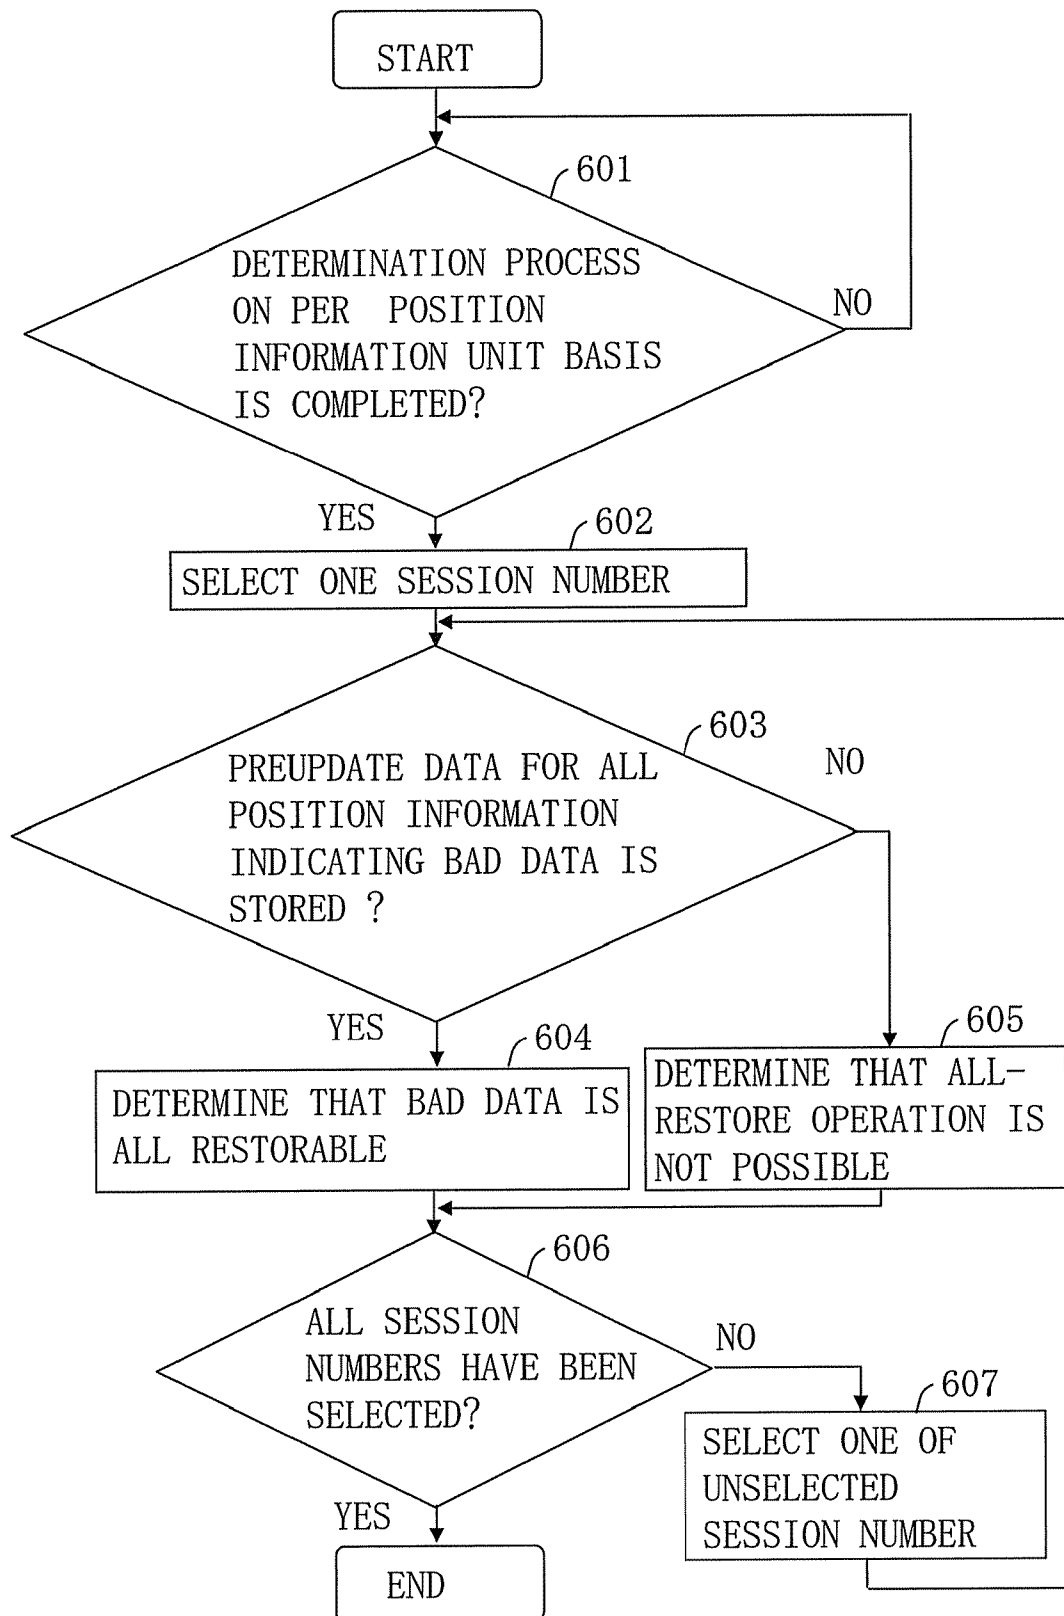 START
601
DETERMINATION PROCESS
ON PER POSITION
INFORMATION UNIT BASIS
IS COMPLETED?
NO
YES
602
SELECT ONE SESSION NUMBER
603
PREUPDATE DATA FOR ALL
POSITION INFORMATION
INDICATING BAD DATA IS
STORED ?
NO
YES
604
DETERMINE THAT BAD DATA IS
ALL RESTORABLE
605
DETERMINE THAT ALL-
RESTORE OPERATION IS
NOT POSSIBLE
606
ALL SESSION
NUMBERS HAVE BEEN
SELECTED?
NO
607
SELECT ONE OF
UNSELECTED
SESSION NUMBER
YES
END